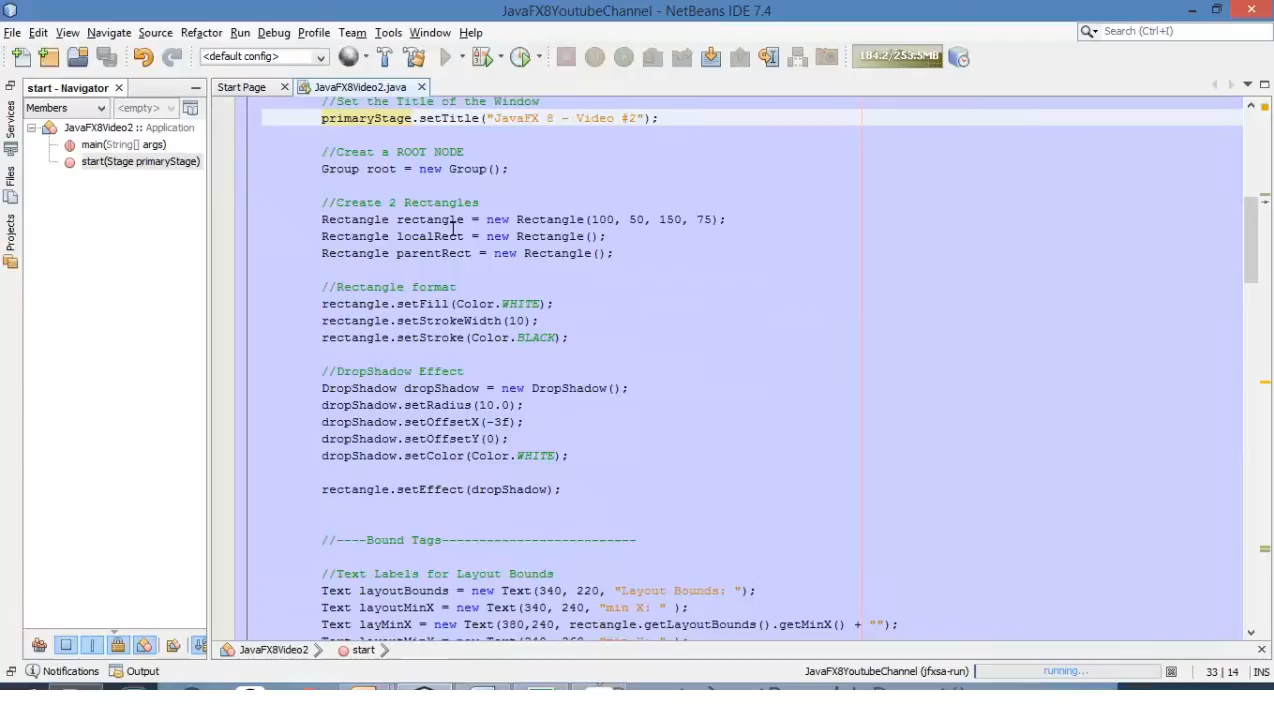 JavaFX8YoutubeChannel - NetBeans IDE 7.4
File Edit View Navigate Source Refactor Run Debug Profile Team Tools Window Help
Search (Ctrl+I)
<default config>
184.2/253.5MB
start - Navigator
Start Page
JavaFX8Video2.java
Members
<empty>
JavaFX8Video2 :: Application
main(String[] args)
start(Stage primaryStage)
Services
Files
Projects
//Set the Title of the Window
primaryStage.setTitle("JavaFX 8 - Video #2");
//Creat a ROOT NODE
Group root = new Group();
//Create 2 Rectangles
Rectangle rectangle = new Rectangle(100, 50, 150, 75);
Rectangle localRect = new Rectangle();
Rectangle parentRect = new Rectangle();
//Rectangle format
rectangle.setFill(Color.WHITE);
rectangle.setStrokeWidth(10);
rectangle.setStroke(Color.BLACK);
//DropShadow Effect
DropShadow dropShadow = new DropShadow();
dropShadow.setRadius(10.0);
dropShadow.setOffsetX(-3f);
dropShadow.setOffsetY(0);
dropShadow.setColor(Color.WHITE);
rectangle.setEffect(dropShadow);
//----Bound Tags--------------------------
//Text Labels for Layout Bounds
Text layoutBounds = new Text(340, 220, "Layout Bounds: ");
Text layoutMinX = new Text(340, 240, "min X: " );
Text layMinX = new Text(380,240, rectangle.getLayoutBounds().getMinX() + "");
JavaFX8Video2
start
Notifications
Output
JavaFX8YoutubeChannel (jfxsa-run)
running...
33 | 14
INS